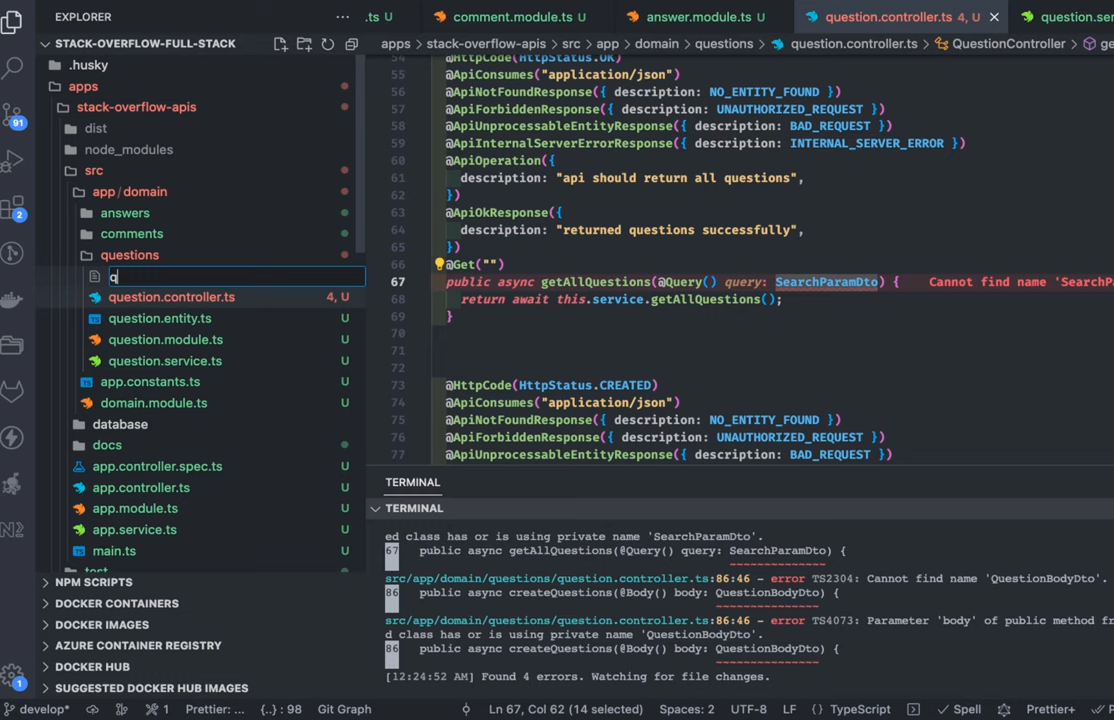 EXPLORER
STACK-OVERFLOW-FULL-STACK
.husky
apps
stack-overflow-apis
dist
node_modules
src
app / domain
answers
comments
questions
q
question.controller.ts 4, U
question.entity.ts U
question.module.ts U
question.service.ts U
app.constants.ts U
domain.module.ts U
database
docs
app.controller.spec.ts U
app.controller.ts U
app.module.ts U
app.service.ts U
main.ts U
test
NPM SCRIPTS
DOCKER CONTAINERS
DOCKER IMAGES
AZURE CONTAINER REGISTRY
DOCKER HUB
SUGGESTED DOCKER HUB IMAGES
91
2
1
.ts U comment.module.ts U answer.module.ts U question.controller.ts 4, U question.ser
apps > stack-overflow-apis > src > app > domain > questions > question.controller.ts > QuestionController > ge
54 @HttpCode(HttpStatus.OK)
55 @ApiConsumes("application/json")
56 @ApiNotFoundResponse({ description: NO_ENTITY_FOUND })
57 @ApiForbiddenResponse({ description: UNAUTHORIZED_REQUEST })
58 @ApiUnprocessableEntityResponse({ description: BAD_REQUEST })
59 @ApiInternalServerErrorResponse({ description: INTERNAL_SERVER_ERROR })
60 @ApiOperation({
61 description: "api should return all questions",
62 })
63 @ApiOkResponse({
64 description: "returned questions successfully",
65 })
66 @Get("")
67 public async getAllQuestions(@Query() query: SearchParamDto) { Cannot find name 'SearchP
68 return await this.service.getAllQuestions();
69 }
70
71
72
73 @HttpCode(HttpStatus.CREATED)
74 @ApiConsumes("application/json")
75 @ApiNotFoundResponse({ description: NO_ENTITY_FOUND })
76 @ApiForbiddenResponse({ description: UNAUTHORIZED_REQUEST })
77 @ApiUnprocessableEntityResponse({ description: BAD_REQUEST })
TERMINAL
TERMINAL
ed class has or is using private name 'SearchParamDto'.
67 public async getAllQuestions(@Query() query: SearchParamDto) {
~~~~~~~~~~~~~~
src/app/domain/questions/question.controller.ts:86:46 - error TS2304: Cannot find name 'QuestionBodyDto'.
86 public async createQuestions(@Body() body: QuestionBodyDto) {
~~~~~~~~~~~~~~~
src/app/domain/questions/question.controller.ts:86:46 - error TS4073: Parameter 'body' of public method fr
d class has or is using private name 'QuestionBodyDto'.
86 public async createQuestions(@Body() body: QuestionBodyDto) {
~~~~~~~~~~~~~~~
[12:24:52 AM] Found 4 errors. Watching for file changes.
develop* 1 Prettier: ... {..} : 98 Git Graph Ln 67, Col 62 (14 selected) Spaces: 2 UTF-8 LF {} TypeScript Spell Prettier+